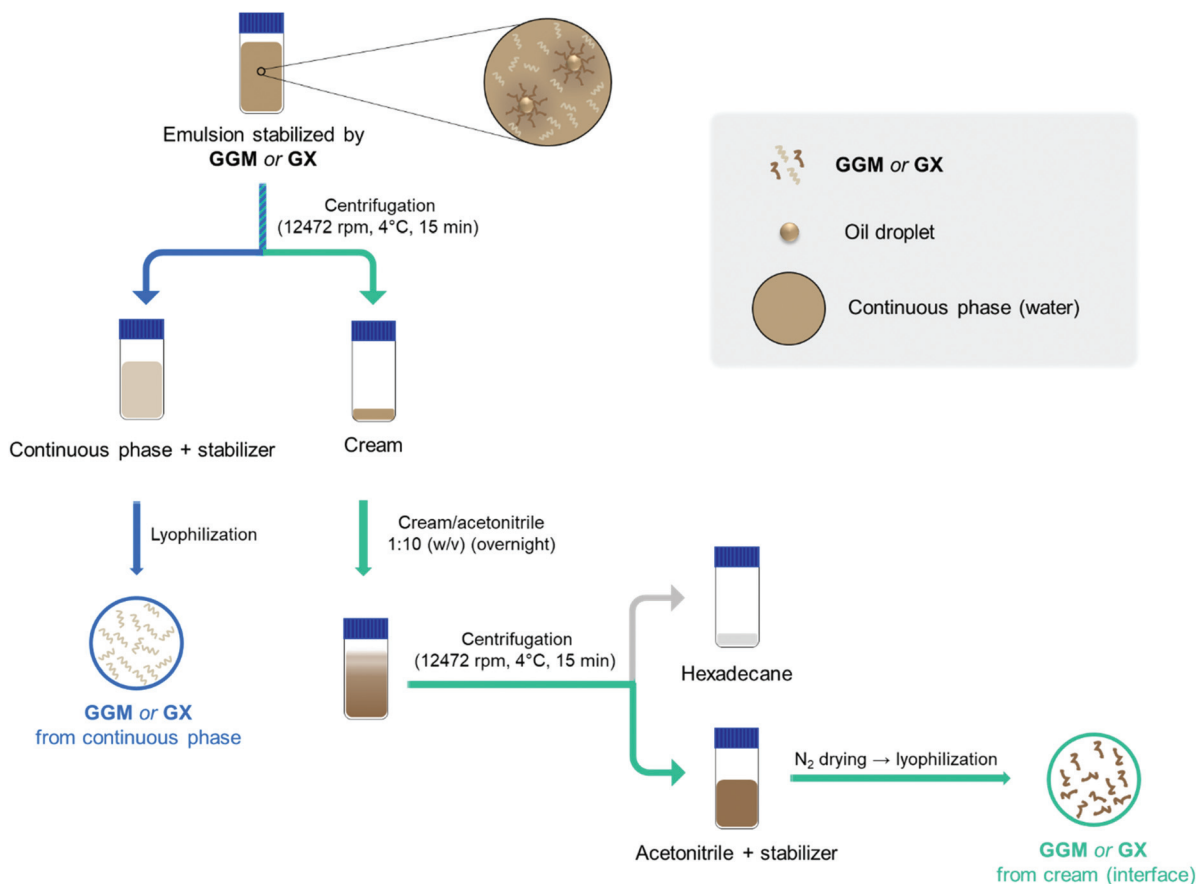 Emulsion stabilized by
GGM or GX
Centrifugation
(12472 rpm, 4°C, 15 min)
GGM or GX
Oil droplet
Continuous phase (water)
Continuous phase + stabilizer
Cream
Lyophilization
Cream/acetonitrile
1:10 (w/v) (overnight)
GGM or GX
from continuous phase
Centrifugation
(12472 rpm, 4°C, 15 min)
Hexadecane
Acetonitrile + stabilizer
N₂ drying → lyophilization
GGM or GX
from cream (interface)